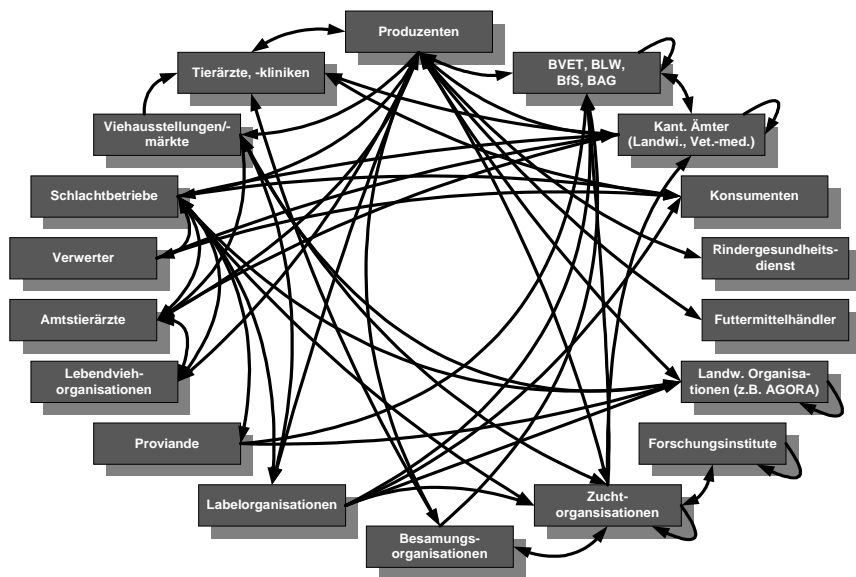 Produzenten
Tierärzte, -kliniken
BVET, BLW,
BfS, BAG
Viehausstellungen/-
märkte
Kant. Ämter
(Landwi., Vet.-med.)
Schlachtbetriebe
Konsumenten
Verwerter
Rindergesundheits-
dienst
Amtstierärzte
Futtermittelhändler
Lebendvieh-
organisationen
Landw. Organisa-
tionen (z.B. AGORA)
Proviande
Forschungsinstitute
Labelorganisationen
Zucht-
organsisationen
Besamungs-
organisationen